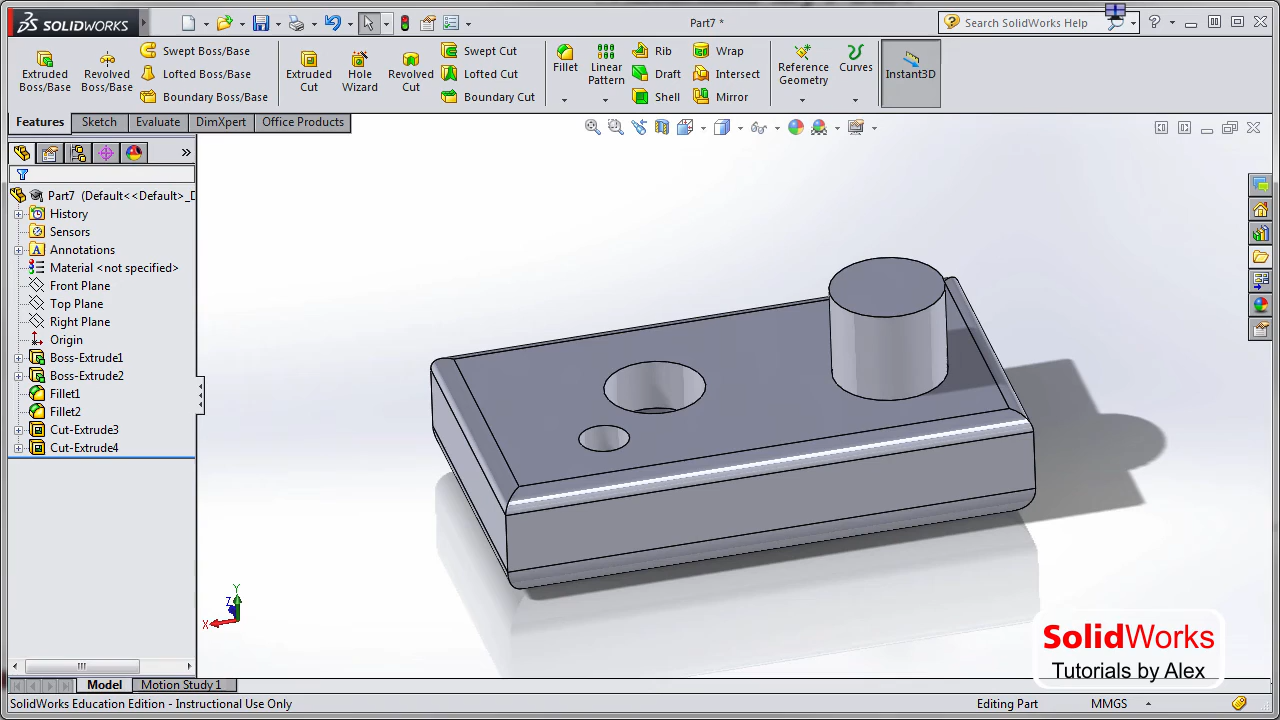 SOLIDWORKS
Part7 *
Search SolidWorks Help
Extruded Boss/Base
Revolved Boss/Base
Swept Boss/Base
Lofted Boss/Base
Boundary Boss/Base
Extruded Cut
Hole Wizard
Revolved Cut
Swept Cut
Lofted Cut
Boundary Cut
Fillet
Linear Pattern
Rib
Draft
Shell
Wrap
Intersect
Mirror
Reference Geometry
Curves
Instant3D
Features
Sketch
Evaluate
DimXpert
Office Products
Part7 (Default<<Default>_D
History
Sensors
Annotations
Material <not specified>
Front Plane
Top Plane
Right Plane
Origin
Boss-Extrude1
Boss-Extrude2
Fillet1
Fillet2
Cut-Extrude3
Cut-Extrude4
Y
Z
X
SolidWorks
Tutorials by Alex
Model
Motion Study 1
SolidWorks Education Edition - Instructional Use Only
Editing Part
MMGS